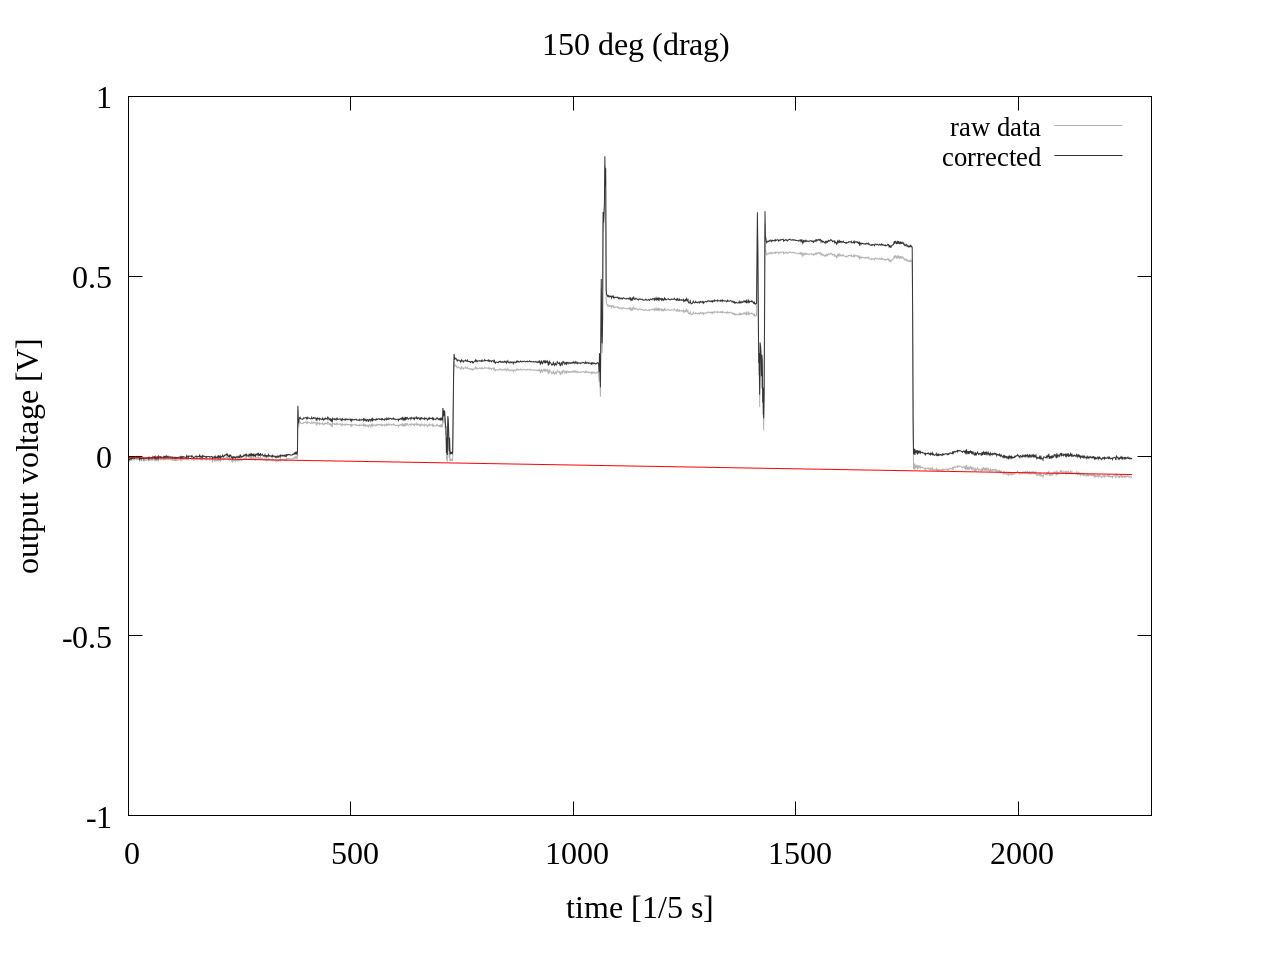 150 deg (drag)
raw data
corrected
1
0.5
0
-0.5
-1
output voltage [V]
0 500 1000 1500 2000
time [1/5 s]